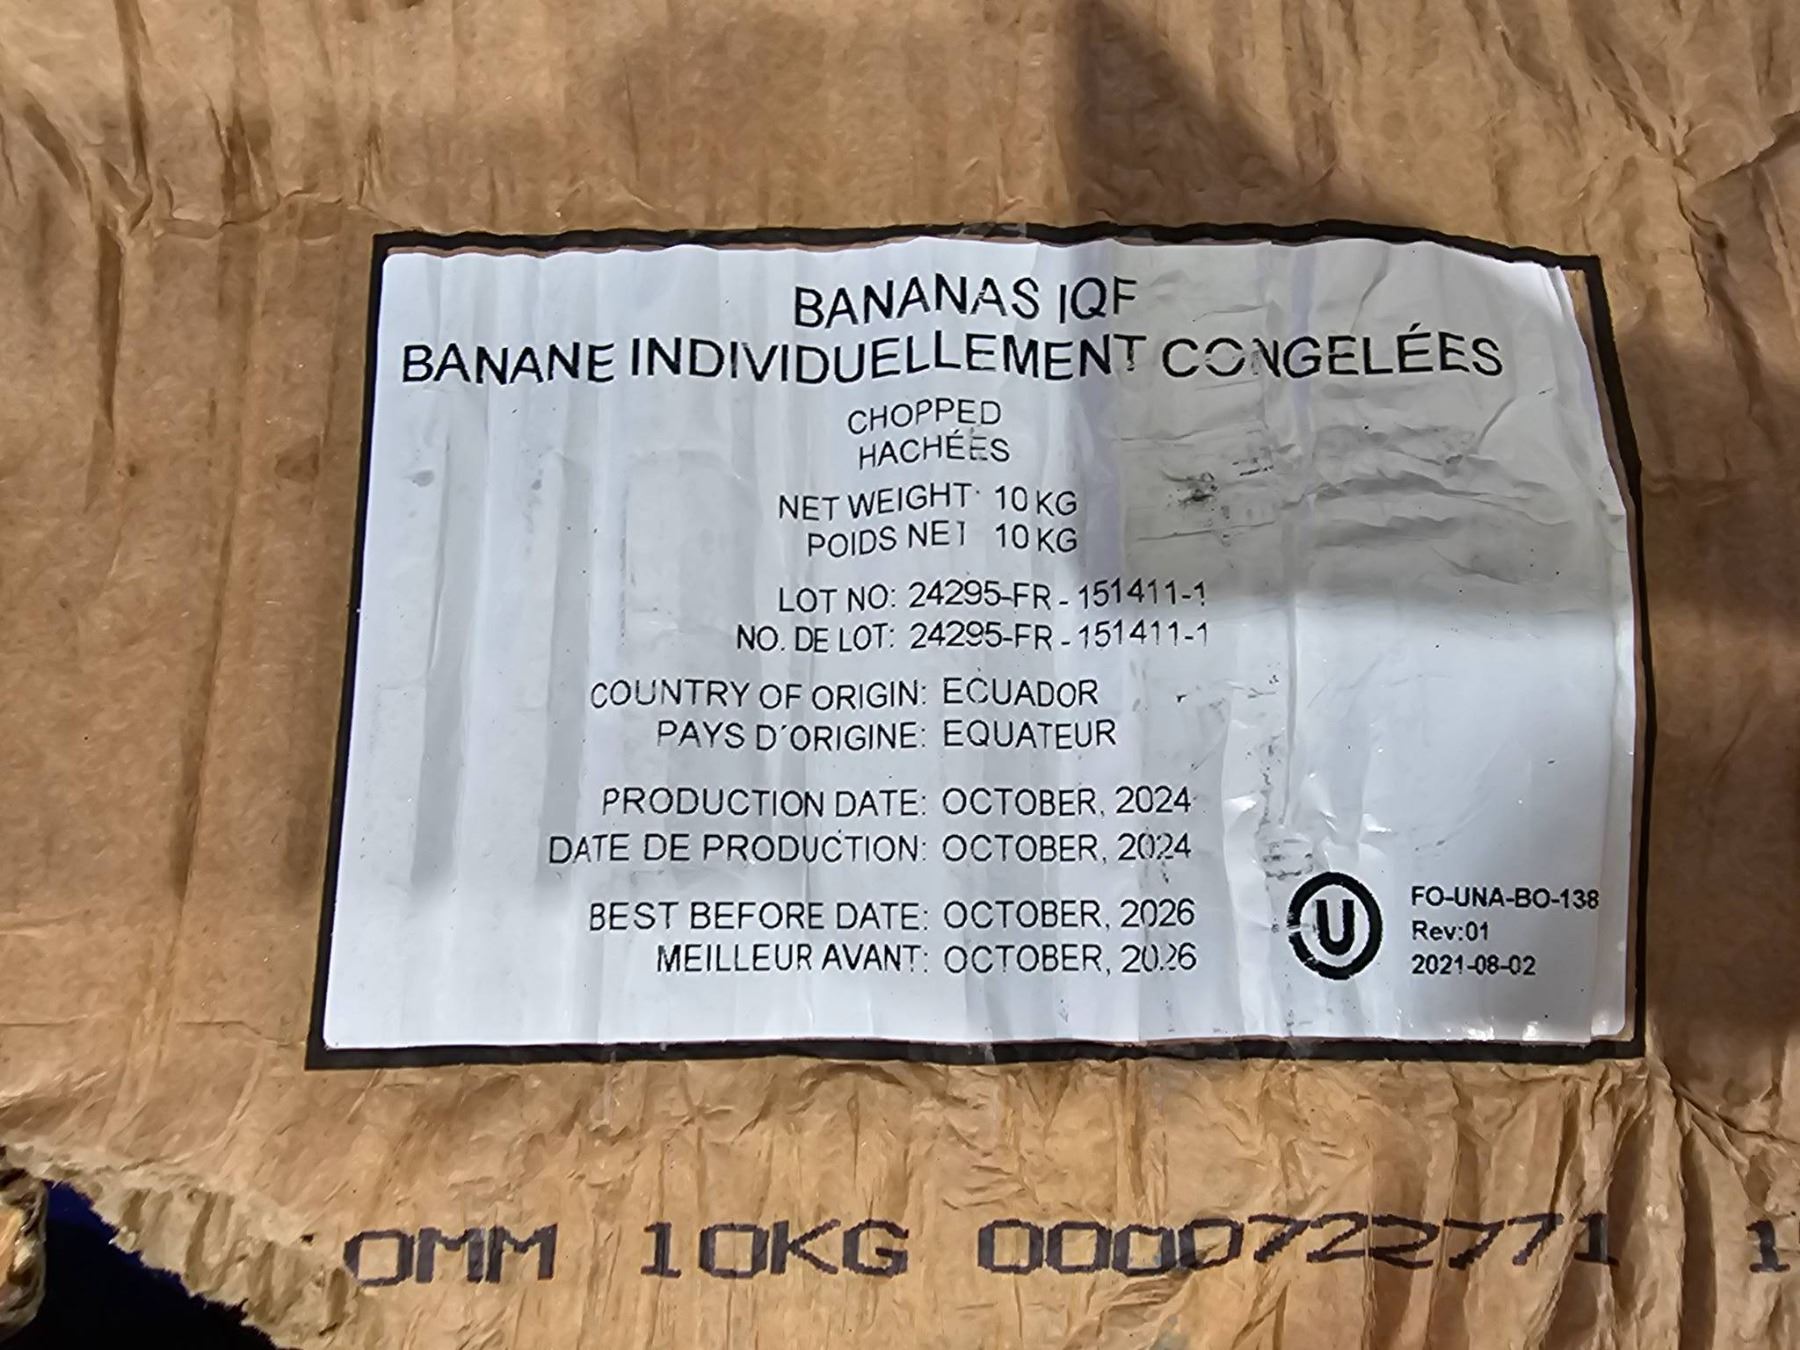 BANANAS IQF
BANANE INDIVIDUELLEMENT CONGELÉES
CHOPPED
HACHÉES
NET WEIGHT: 10 KG
POIDS NET 10 KG
LOT NO: 24295-FR - 151411-1
NO. DE LOT: 24295-FR - 151411-1
COUNTRY OF ORIGIN: ECUADOR
PAYS D´ORIGINE: EQUATEUR
PRODUCTION DATE: OCTOBER, 2024
DATE DE PRODUCTION: OCTOBER, 2024
BEST BEFORE DATE: OCTOBER, 2026
MEILLEUR AVANT: OCTOBER, 2026
U
FO-UNA-BO-138
Rev:01
2021-08-02
0MM 10KG 0000722771